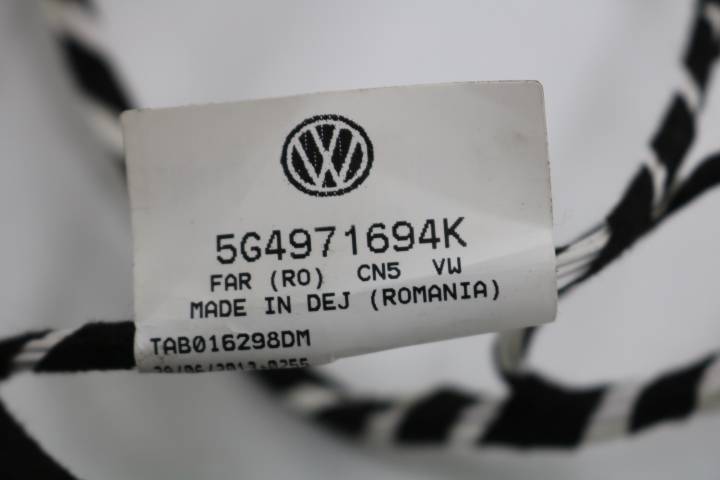 5G4971694K
FAR (RO) CN5 VW
MADE IN DEJ (ROMANIA)
TAB016298DM